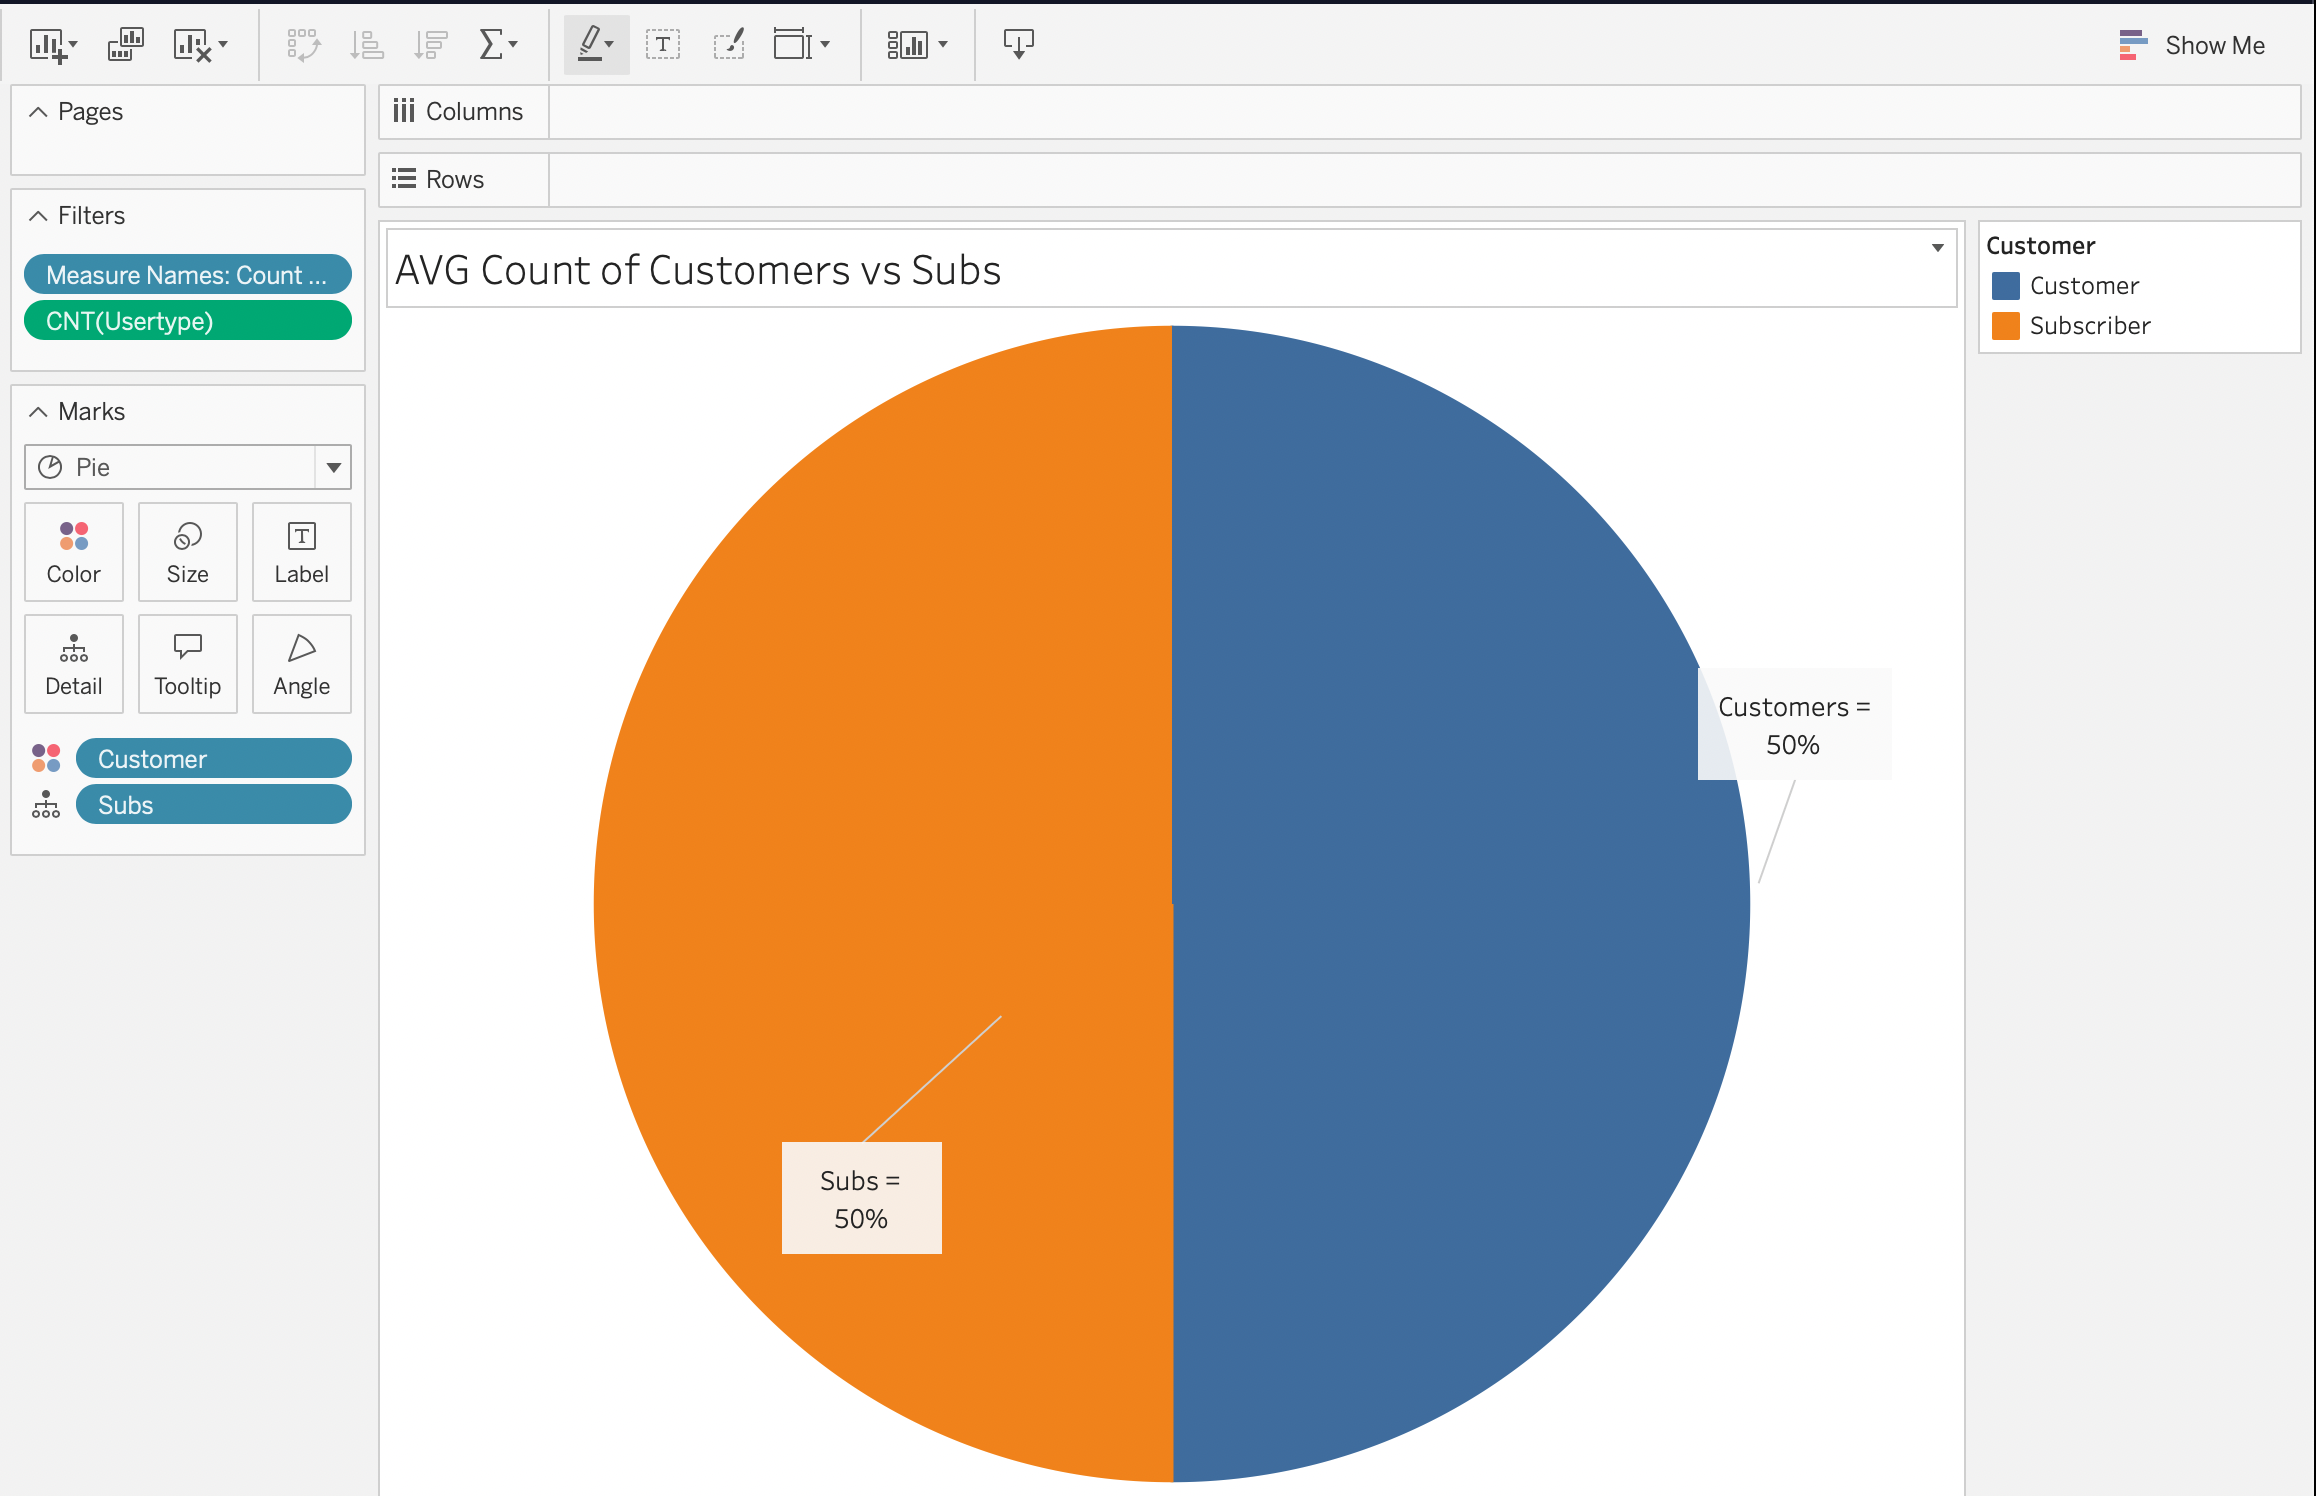 Show Me
Pages
Columns
Rows
Filters
Measure Names: Count ...
CNT(Usertype)
AVG Count of Customers vs Subs
Customer
Customer
Subscriber
Marks
Pie
Color
Size
Label
Detail
Tooltip
Angle
Customer
Subs
Customers =
50%
Subs =
50%